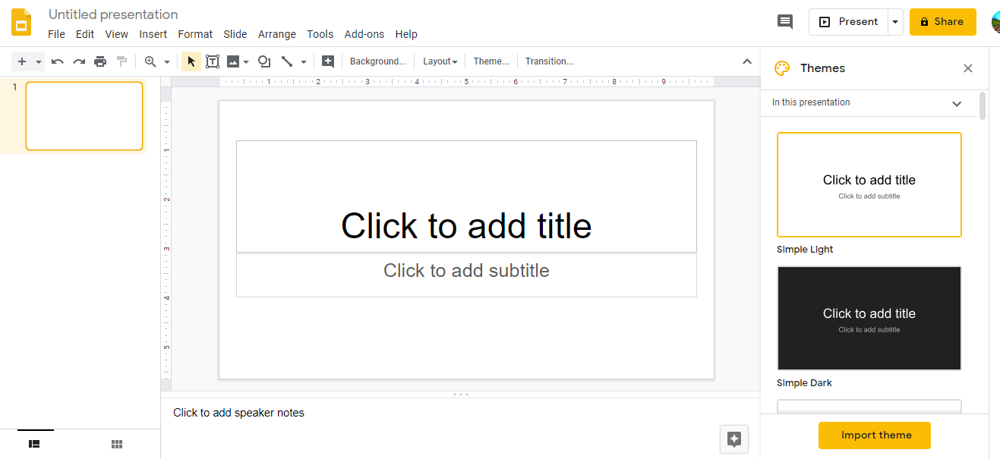 Untitled presentation
File Edit View Insert Format Slide Arrange Tools Add-ons Help
Present
Share
Background... Layout Theme... Transition...
Themes
In this presentation
1
1 2 3 4 5 6 7 8 9
1
2
3
4
5
Click to add title
Click to add subtitle
Click to add speaker notes
Click to add title
Click to add subtitle
Simple Light
Click to add title
Click to add subtitle
Simple Dark
Import theme